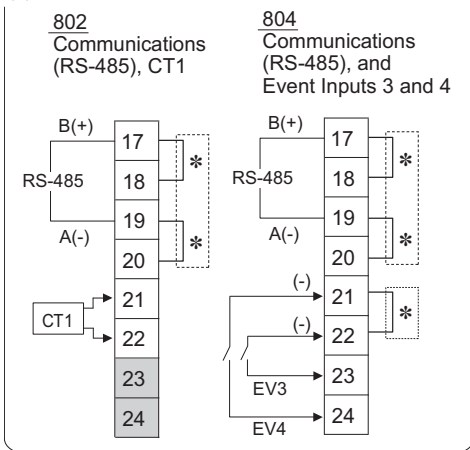 802
Communications
(RS-485), CT1
B(+)
17
*
RS-485
18
19
A(-)
*
20
21
CT1
22
23
24
804
Communications
(RS-485), and
Event Inputs 3 and 4
B(+)
17
*
RS-485
18
19
A(-)
*
20
(-)
21
*
(-)
22
23
EV3
24
EV4